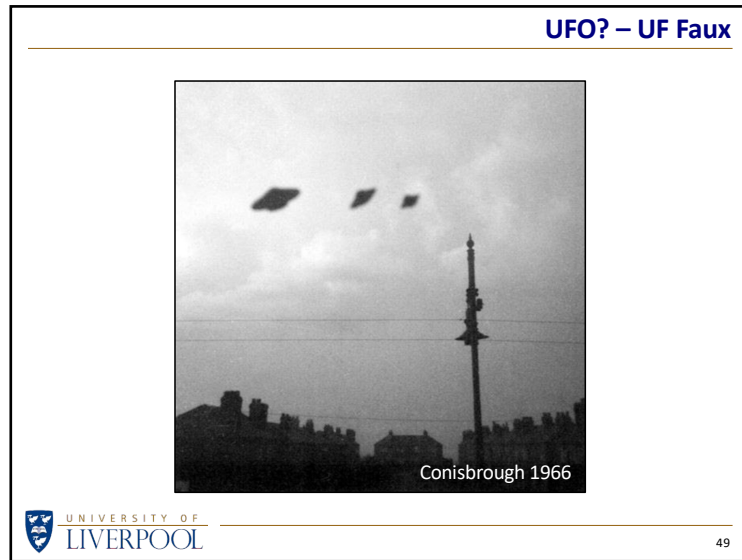 UFO? – UF Faux
Conisbrough 1966
UNIVERSITY OF
LIVERPOOL
49